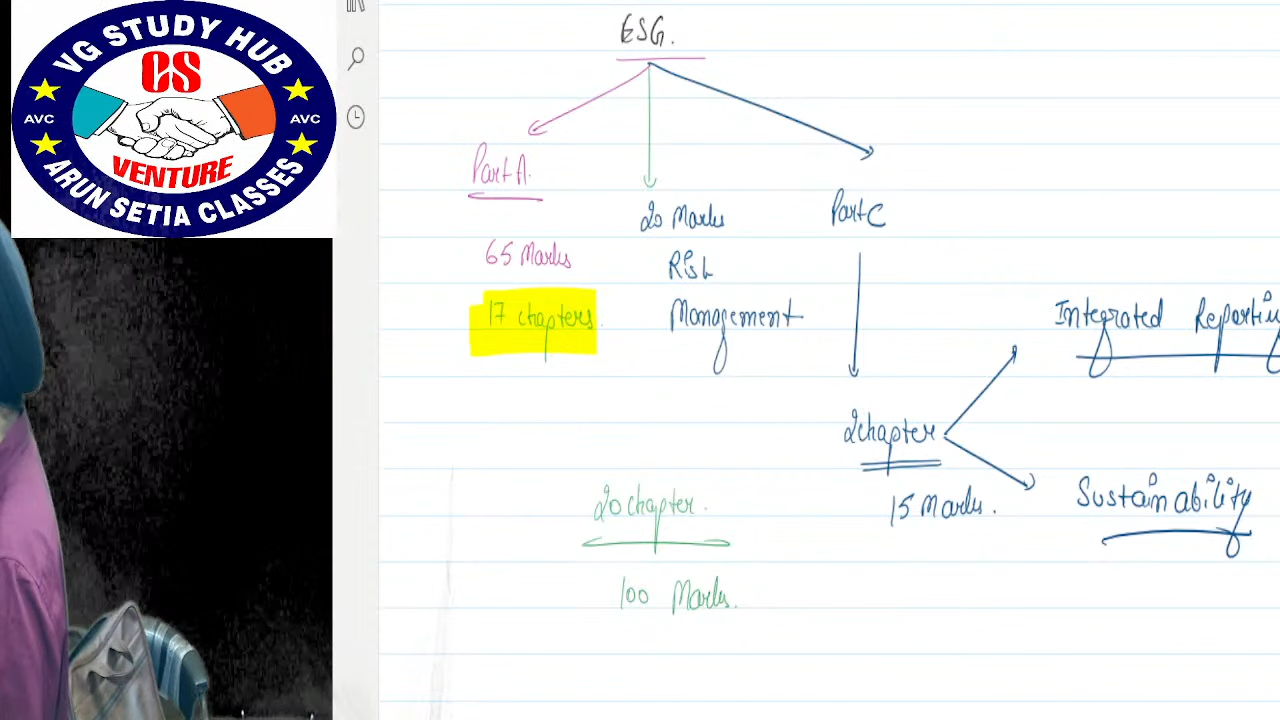 VG STUDY HUB
CS
AVC
AVC
VENTURE
ARUN SETIA CLASSES
ESG.
Part A.
65 Marks
17 chapters.
20 Marks
Risk
Management
Part C
2 chapter
15 Marks.
Integrated Reportin
Sustainability
20 chapter.
100 Marks.